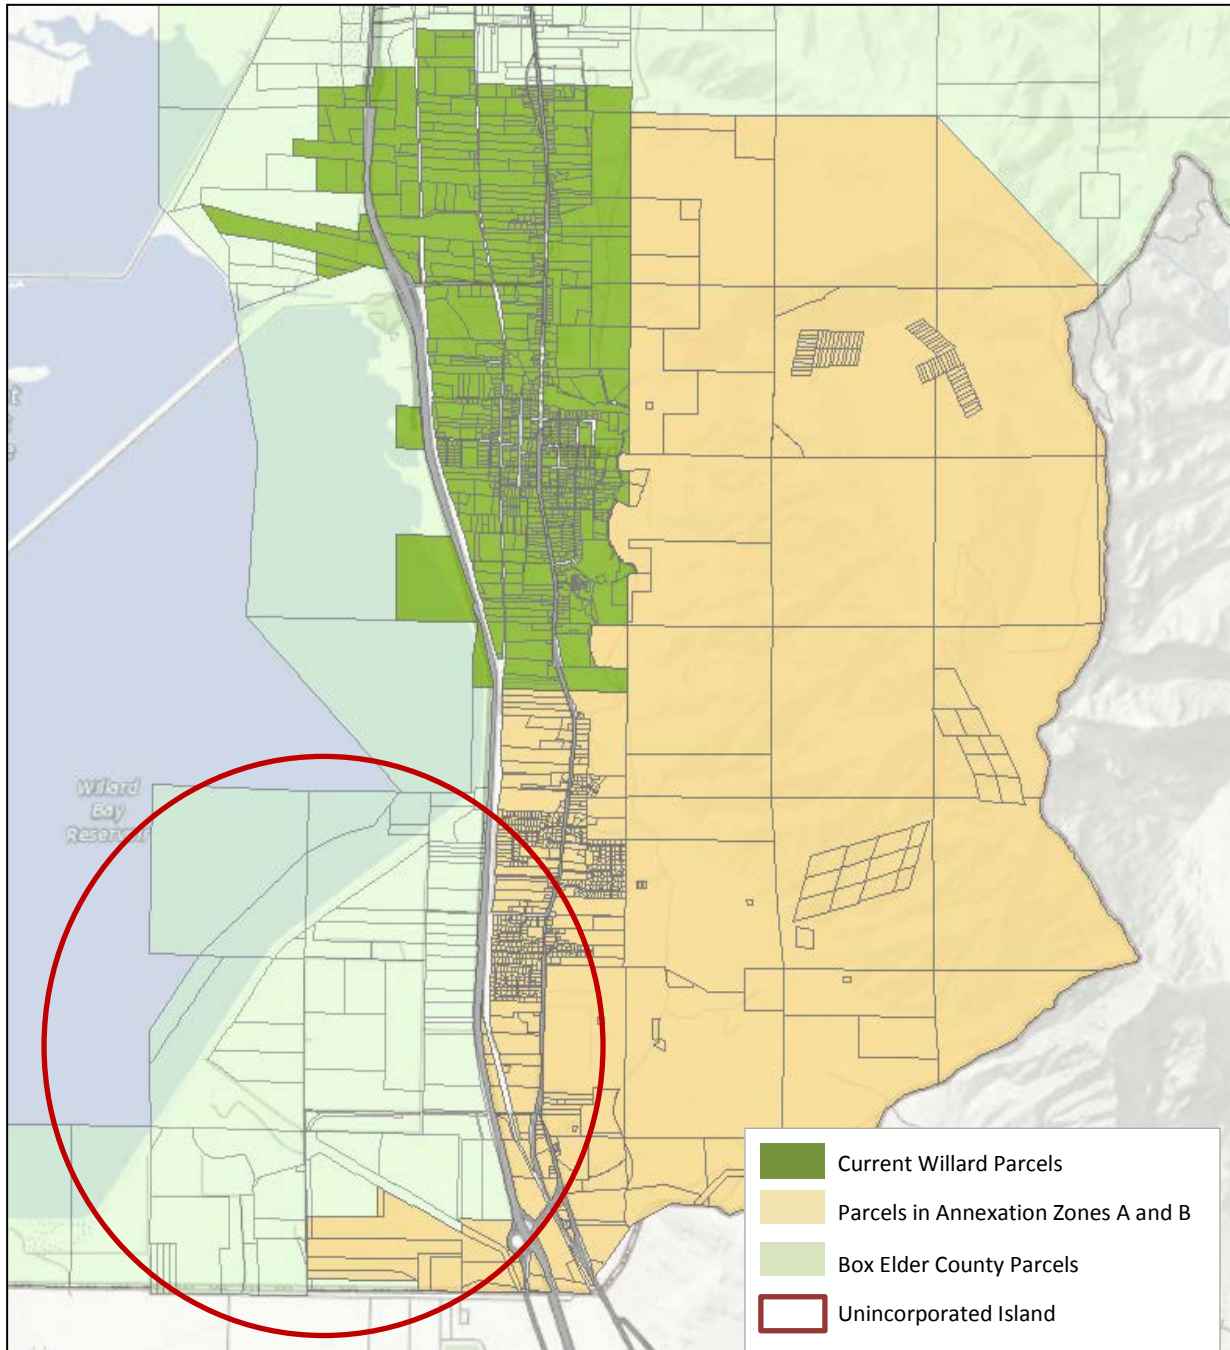 Willard
Bay
Reservoir
Current Willard Parcels
Parcels in Annexation Zones A and B
Box Elder County Parcels
Unincorporated Island